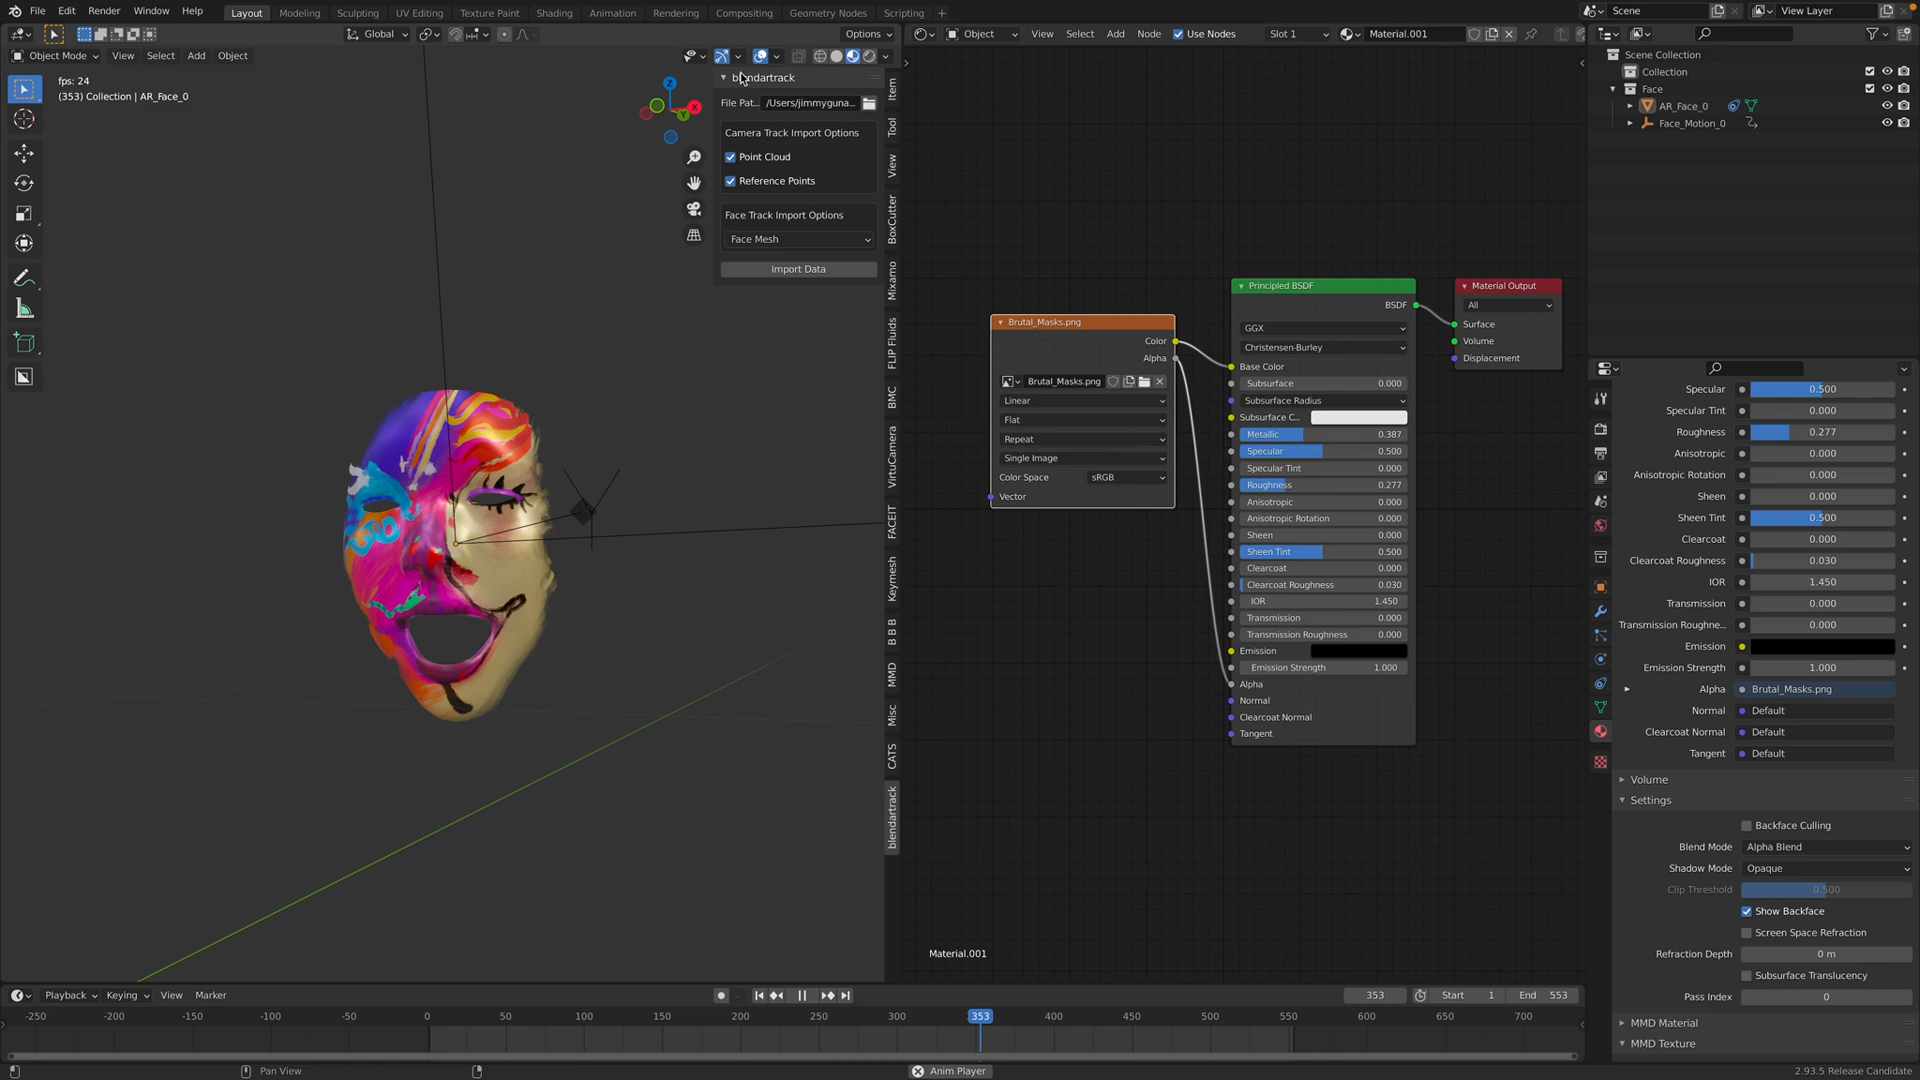 File Edit Render Window Help Layout Modeling Sculpting UV Editing Texture Paint Shading Animation Rendering Compositing Geometry Nodes Scripting + Scene View Layer
Global Options Object View Select Add Node Use Nodes Slot 1 Material.001
Object Mode View Select Add Object
fps: 24
(353) Collection | AR_Face_0
Z
X
Y
blendartrack
File Pat... /Users/jimmyguna...
Camera Track Import Options
Point Cloud
Reference Points
Face Track Import Options
Face Mesh
Import Data
Item
Tool
View
BoxCutter
Mixamo
FLIP Fluids
BMC
VirtuCamera
FACEIT
Keymesh
B B B
MMD
Misc
CATS
blendartrack
Brutal_Masks.png
Color
Alpha
Brutal_Masks.png
Linear
Flat
Repeat
Single Image
Color Space sRGB
Vector
Principled BSDF
BSDF
GGX
Christensen-Burley
Base Color
Subsurface 0.000
Subsurface Radius
Subsurface C...
Metallic 0.387
Specular 0.500
Specular Tint 0.000
Roughness 0.277
Anisotropic 0.000
Anisotropic Rotation 0.000
Sheen 0.000
Sheen Tint 0.500
Clearcoat 0.000
Clearcoat Roughness 0.030
IOR 1.450
Transmission 0.000
Transmission Roughness 0.000
Emission
Emission Strength 1.000
Alpha
Normal
Clearcoat Normal
Tangent
Material Output
All
Surface
Volume
Displacement
Material.001
Scene Collection
Collection
Face
AR_Face_0
Face_Motion_0
Specular 0.500
Specular Tint 0.000
Roughness 0.277
Anisotropic 0.000
Anisotropic Rotation 0.000
Sheen 0.000
Sheen Tint 0.500
Clearcoat 0.000
Clearcoat Roughness 0.030
IOR 1.450
Transmission 0.000
Transmission Roughne... 0.000
Emission
Emission Strength 1.000
Alpha Brutal_Masks.png
Normal Default
Clearcoat Normal Default
Tangent Default
Volume
Settings
Backface Culling
Blend Mode Alpha Blend
Shadow Mode Opaque
Clip Threshold 0.500
Show Backface
Screen Space Refraction
Refraction Depth 0 m
Subsurface Translucency
Pass Index 0
MMD Material
MMD Texture
Playback Keying View Marker 353 Start 1 End 553
-250 -200 -150 -100 -50 0 50 100 150 200 250 300 353 400 450 500 550 600 650 700
Pan View Anim Player 2.93.5 Release Candidate